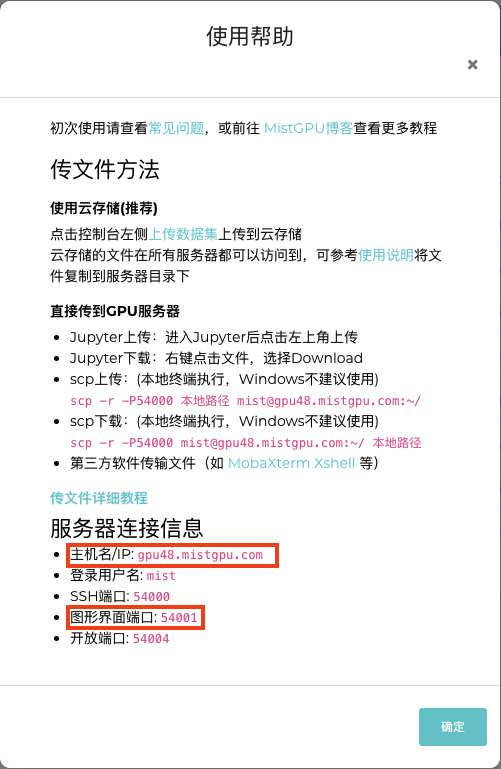 使用帮助
×
初次使用请查看常见问题，或前往 MistGPU博客查看更多教程
传文件方法
使用云存储(推荐)
点击控制台左侧上传数据集上传到云存储
云存储的文件在所有服务器都可以访问到，可参考使用说明将文
件复制到服务器目录下
直接传到GPU服务器
Jupyter上传：进入Jupyter后点击左上角上传
Jupyter下载：右键点击文件，选择Download
scp上传：(本地终端执行，Windows不建议使用)
scp -r -P54000 本地路径 mist@gpu48.mistgpu.com:~/
scp下载：(本地终端执行，Windows不建议使用)
scp -r -P54000 mist@gpu48.mistgpu.com:~/ 本地路径
第三方软件传输文件（如 MobaXterm Xshell 等）
传文件详细教程
服务器连接信息
主机名/IP: gpu48.mistgpu.com
登录用户名: mist
SSH端口: 54000
图形界面端口: 54001
开放端口: 54004
确定